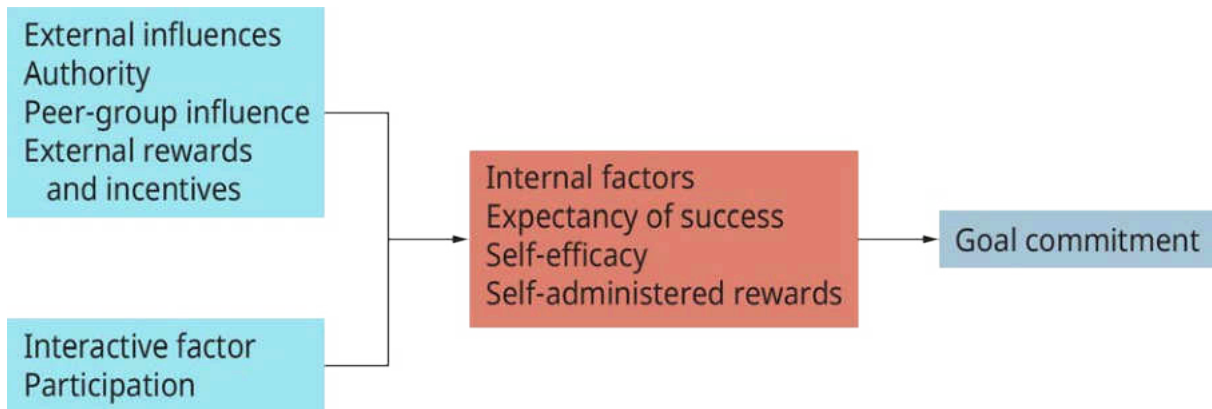 External influences
Authority
Peer-group influence
External rewards
and incentives
Interactive factor
Participation
Internal factors
Expectancy of success
Self-efficacy
Self-administered rewards
Goal commitment